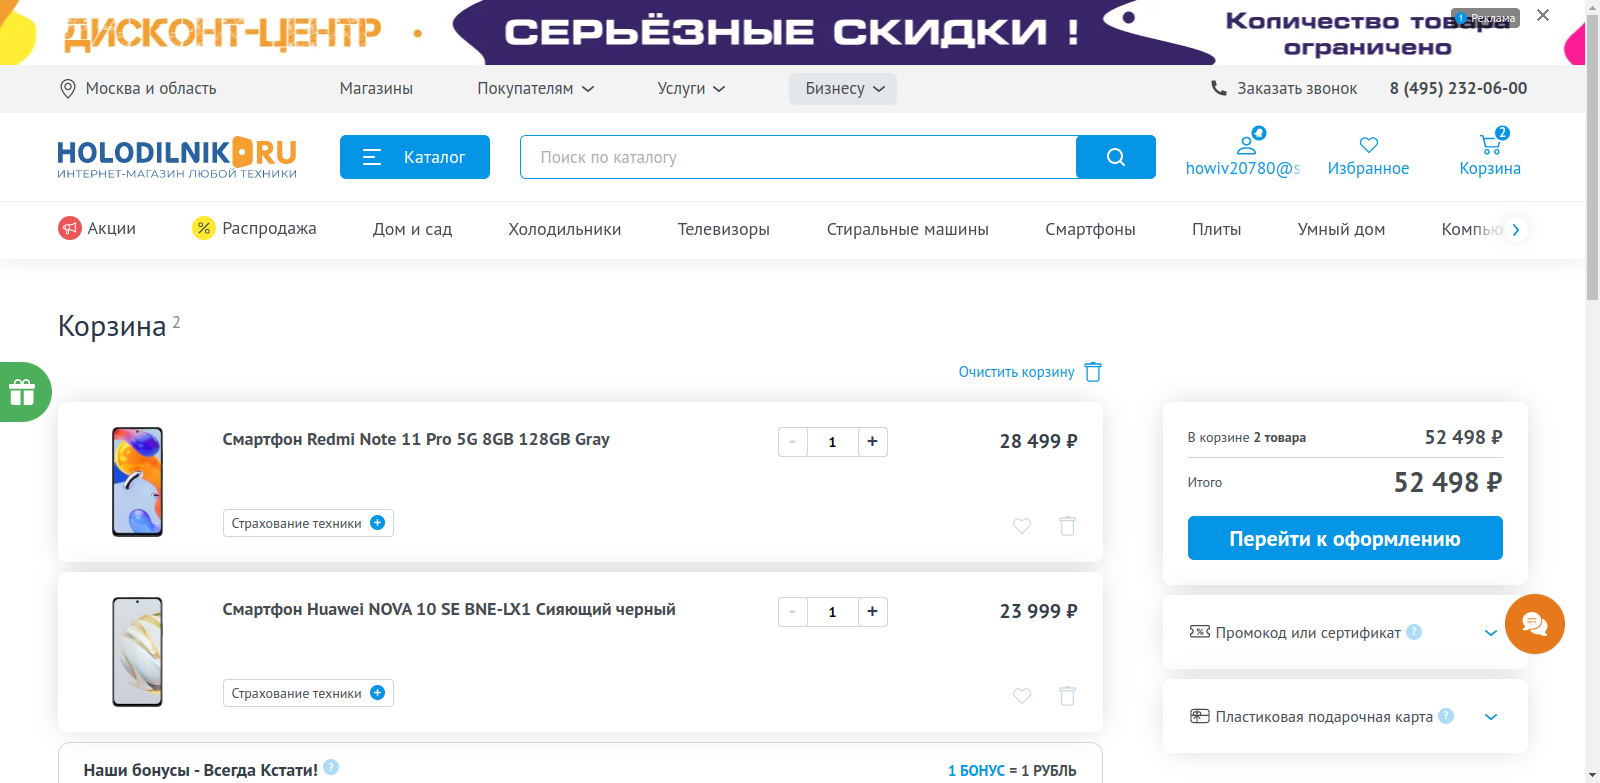 ДИСКОНТ-ЦЕНТР
СЕРЬЁЗНЫЕ СКИДКИ !
Количество товара
ограничено
Реклама
Москва и область
Магазины
Покупателям
Услуги
Бизнесу
Заказать звонок
8 (495) 232-06-00
HOLODILNIK.RU
ИНТЕРНЕТ-МАГАЗИН ЛЮБОЙ ТЕХНИКИ
Каталог
Поиск по каталогу
howiv20780@s
Избранное
2
Корзина
Акции
Распродажа
Дом и сад
Холодильники
Телевизоры
Стиральные машины
Смартфоны
Плиты
Умный дом
Компью
Корзина 2
Очистить корзину
Смартфон Redmi Note 11 Pro 5G 8GB 128GB Gray
- 1 +
28 499 ₽
Страхование техники +
Смартфон Huawei NOVA 10 SE BNE-LX1 Сияющий черный
- 1 +
23 999 ₽
Страхование техники +
Наши бонусы - Всегда Кстати! ?
1 БОНУС = 1 РУБЛЬ
В корзине 2 товара
52 498 ₽
Итого
52 498 ₽
Перейти к оформлению
Промокод или сертификат ?
Пластиковая подарочная карта ?